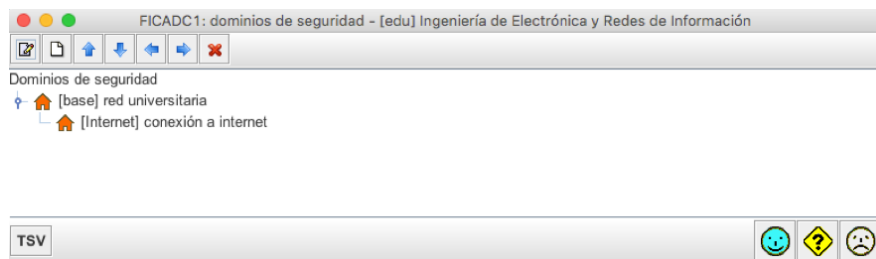 FICADC1: dominios de seguridad - [edu] Ingeniería de Electrónica y Redes de Información
Dominios de seguridad
[base] red universitaria
[Internet] conexión a internet
TSV
?